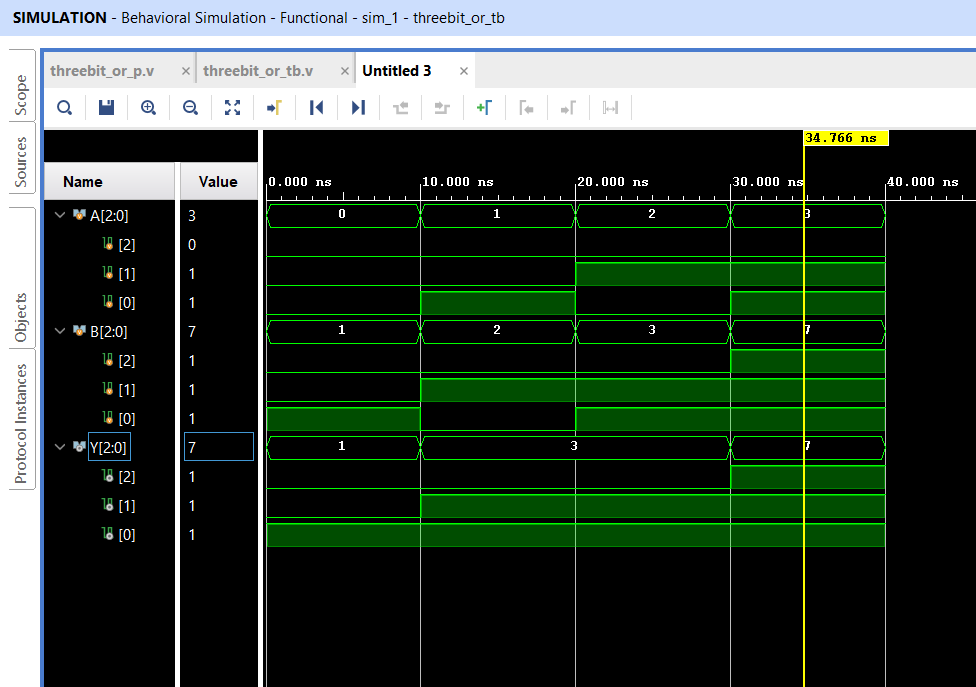 SIMULATION - Behavioral Simulation - Functional - sim_1 - threebit_or_tb
Scope
Sources
Objects
Protocol Instances
threebit_or_p.v × threebit_or_tb.v × Untitled 3 ×
34.766 ns
Name Value 0.000 ns 10.000 ns 20.000 ns 30.000 ns 40.000 ns
A[2:0] 3 0 1 2 3
[2] 0
[1] 1
[0] 1
B[2:0] 7 1 2 3 7
[2] 1
[1] 1
[0] 1
Y[2:0] 7 1 3 7
[2] 1
[1] 1
[0] 1